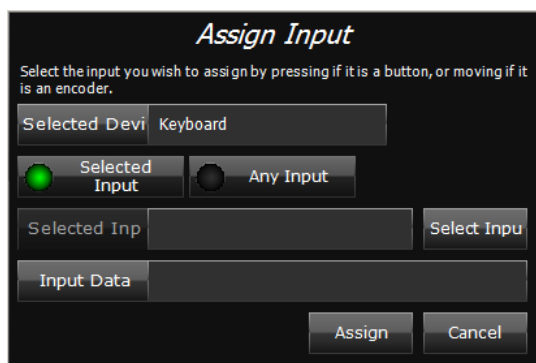 Assign Input
Select the input you wish to assign by pressing if it is a button, or moving if it
is an encoder.
Selected Devi Keyboard
Selected
Input
Any Input
Selected Inp
Select Inpu
Input Data
Assign Cancel